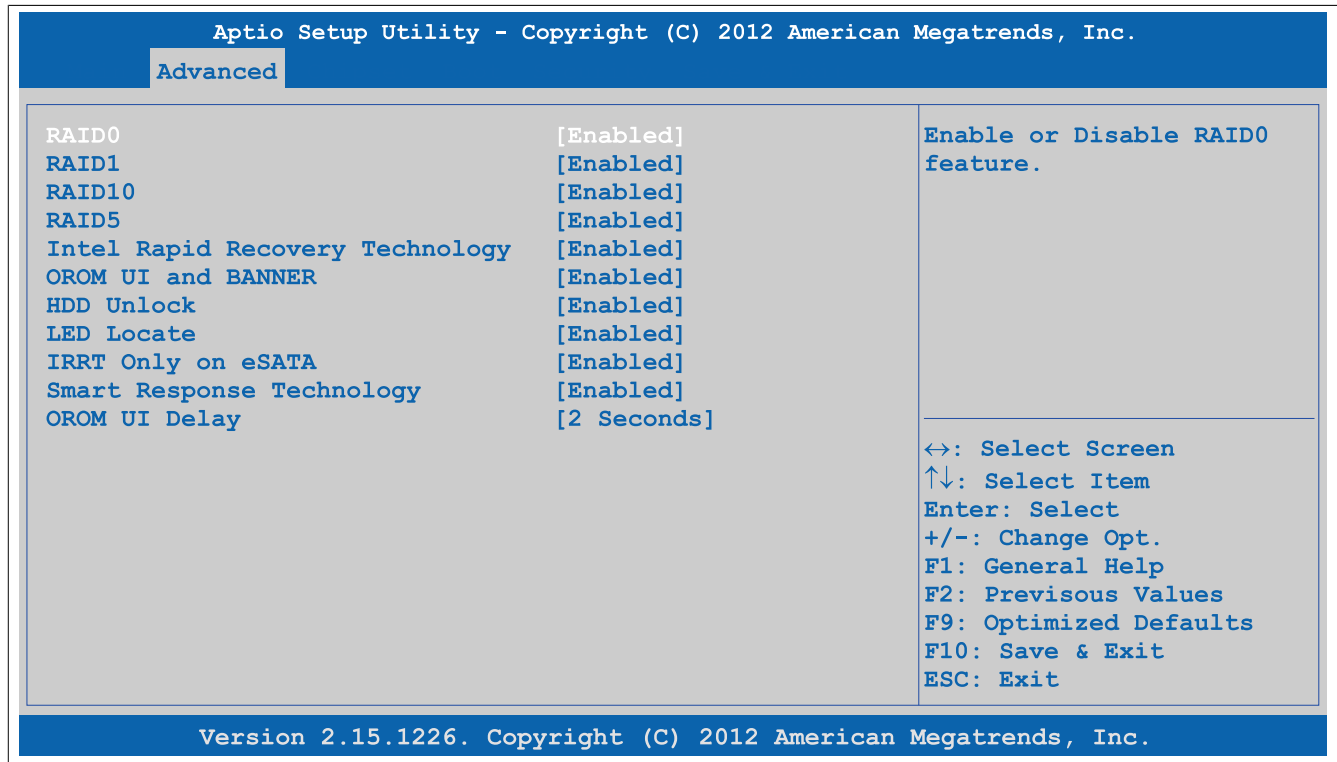 Aptio Setup Utility - Copyright (C) 2012 American Megatrends, Inc.
Advanced
RAID0 [Enabled]
RAID1 [Enabled]
RAID10 [Enabled]
RAID5 [Enabled]
Intel Rapid Recovery Technology [Enabled]
OROM UI and BANNER [Enabled]
HDD Unlock [Enabled]
LED Locate [Enabled]
IRRT Only on eSATA [Enabled]
Smart Response Technology [Enabled]
OROM UI Delay [2 Seconds]
Enable or Disable RAID0
feature.
↔: Select Screen
↑↓: Select Item
Enter: Select
+/-: Change Opt.
F1: General Help
F2: Previsous Values
F9: Optimized Defaults
F10: Save & Exit
ESC: Exit
Version 2.15.1226. Copyright (C) 2012 American Megatrends, Inc.